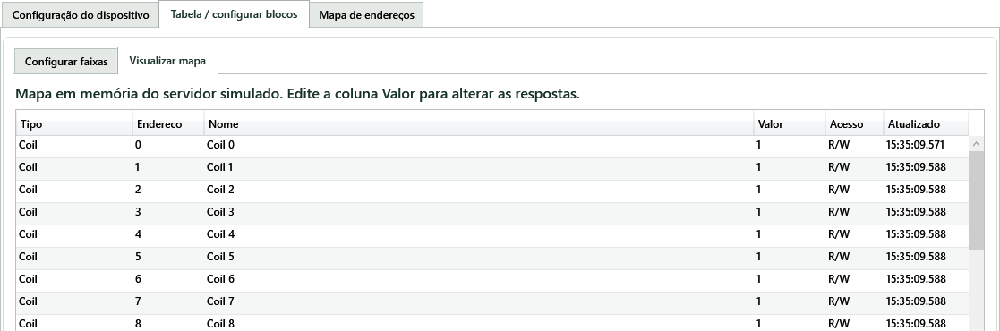 Configuração do dispositivo Tabela / configurar blocos Mapa de endereços
Configurar faixas Visualizar mapa
Mapa em memória do servidor simulado. Edite a coluna Valor para alterar as respostas.
Tipo Endereco Nome Valor Acesso Atualizado
Coil 0 Coil 0 1 R/W 15:35:09.571
Coil 1 Coil 1 1 R/W 15:35:09.588
Coil 2 Coil 2 1 R/W 15:35:09.588
Coil 3 Coil 3 1 R/W 15:35:09.588
Coil 4 Coil 4 1 R/W 15:35:09.588
Coil 5 Coil 5 1 R/W 15:35:09.588
Coil 6 Coil 6 1 R/W 15:35:09.588
Coil 7 Coil 7 1 R/W 15:35:09.588
Coil 8 Coil 8 1 R/W 15:35:09.588